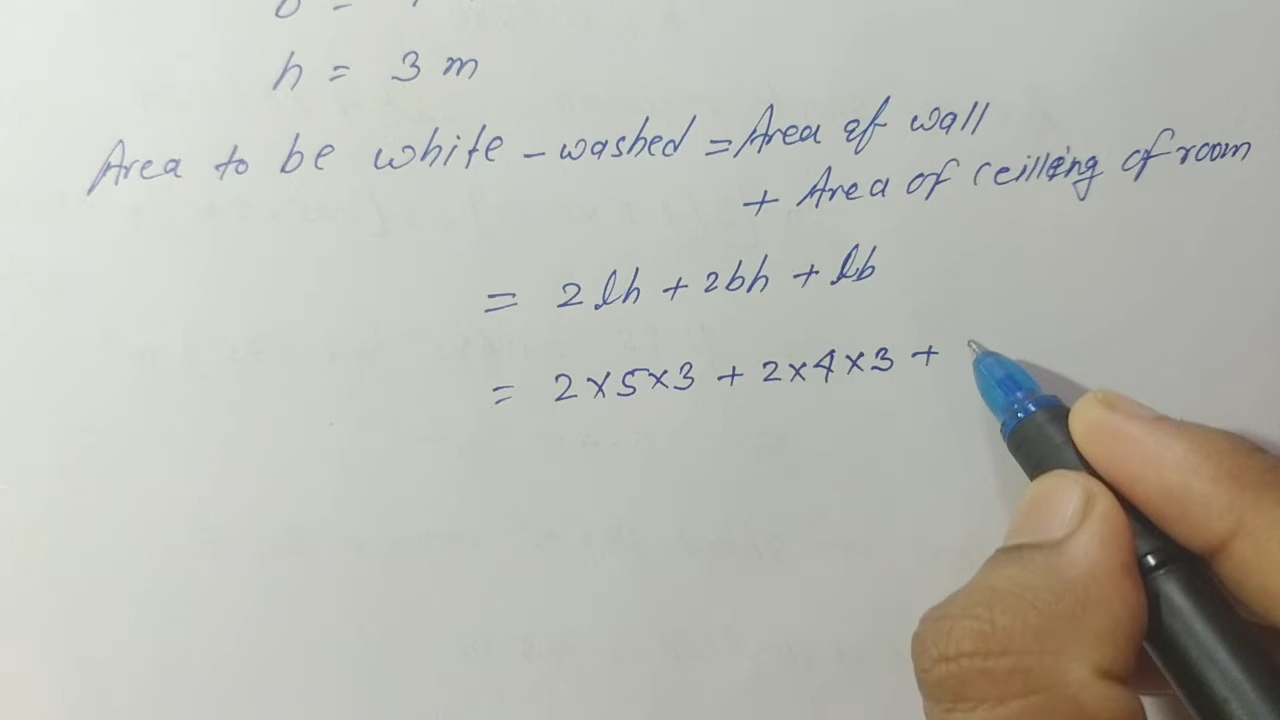 h = 3 m
Area to be white-washed = Area of wall
+ Area of ceilling of room
= 2lh + 2bh + lb
= 2×5×3 + 2×4×3 +